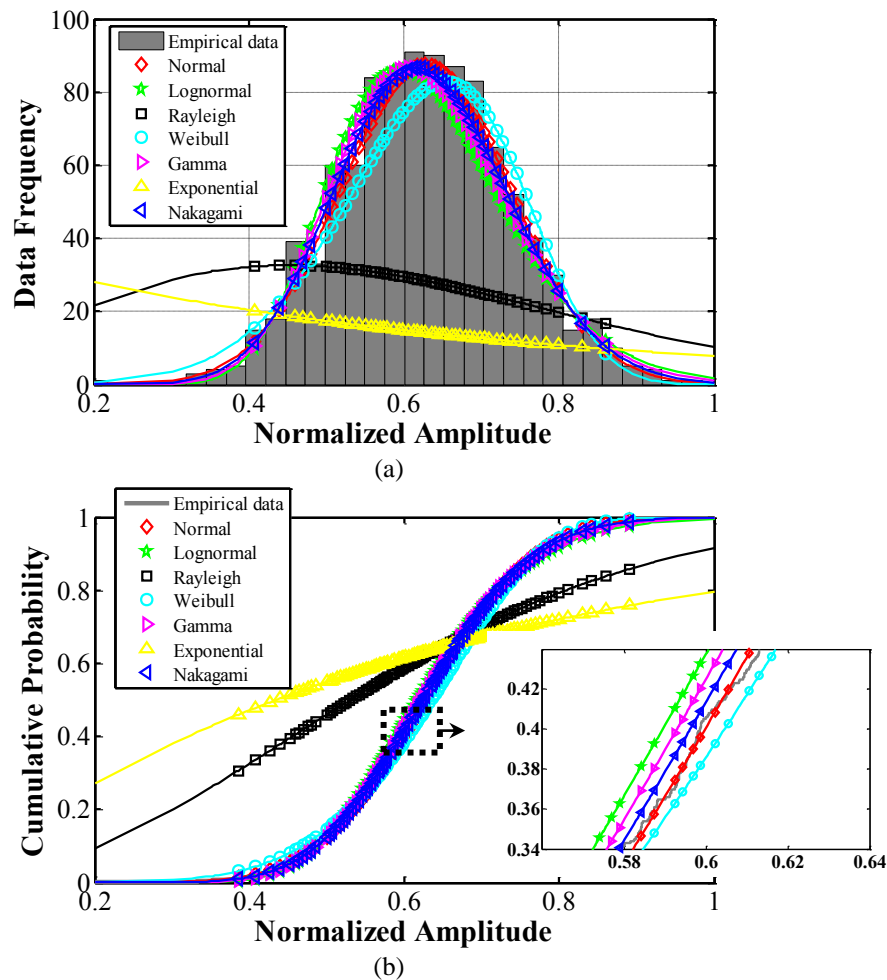 100
80
60
40
20
0
Data Frequency
Empirical data
Normal
Lognormal
Rayleigh
Weibull
Gamma
Exponential
Nakagami
0.2 0.4 0.6 0.8 1
Normalized Amplitude
(a)
1
0.8
0.6
0.4
0.2
0
Cumulative Probability
Empirical data
Normal
Lognormal
Rayleigh
Weibull
Gamma
Exponential
Nakagami
0.42
0.4
0.38
0.36
0.34
0.58 0.6 0.62 0.64
0.2 0.4 0.6 0.8 1
Normalized Amplitude
(b)